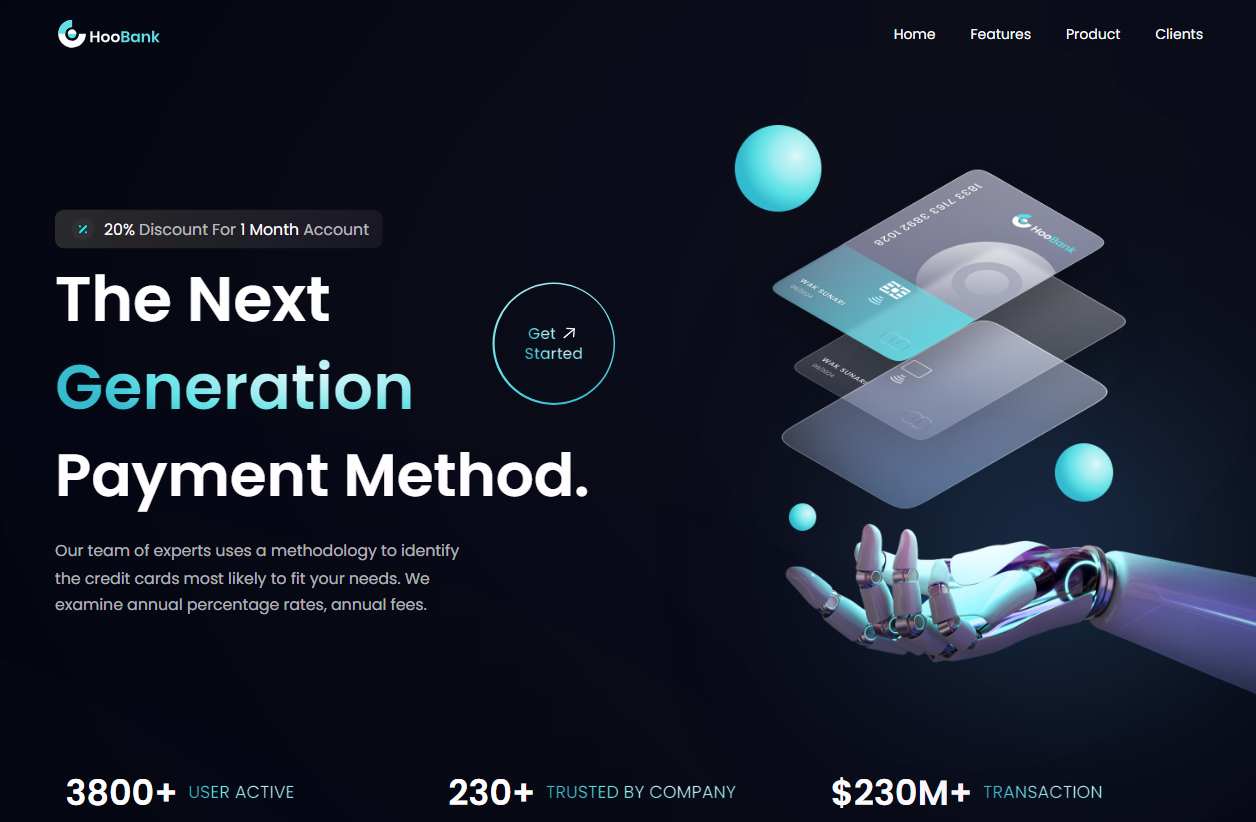 HooBank
Home
Features
Product
Clients
20% Discount For 1 Month Account
The Next
Generation
Payment Method.
Get
Started
Our team of experts uses a methodology to identify
the credit cards most likely to fit your needs. We
examine annual percentage rates, annual fees.
1833 7163 3892 1028
HooBank
WAK SUNARI
06/2024
WAK SUNARI
06/2024
3800+ USER ACTIVE
230+ TRUSTED BY COMPANY
$230M+ TRANSACTION